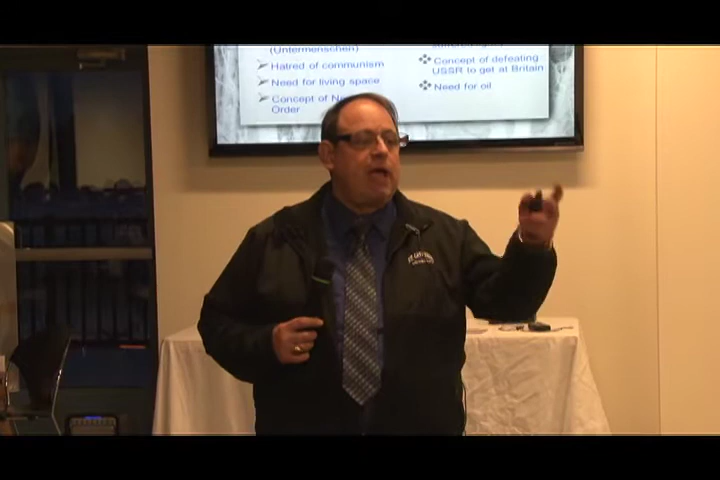 (Untermenschen)
Hatred of communism
Need for living space
Concept of
Order
Concept of defeating
USSR to get at Britain
Need for oil